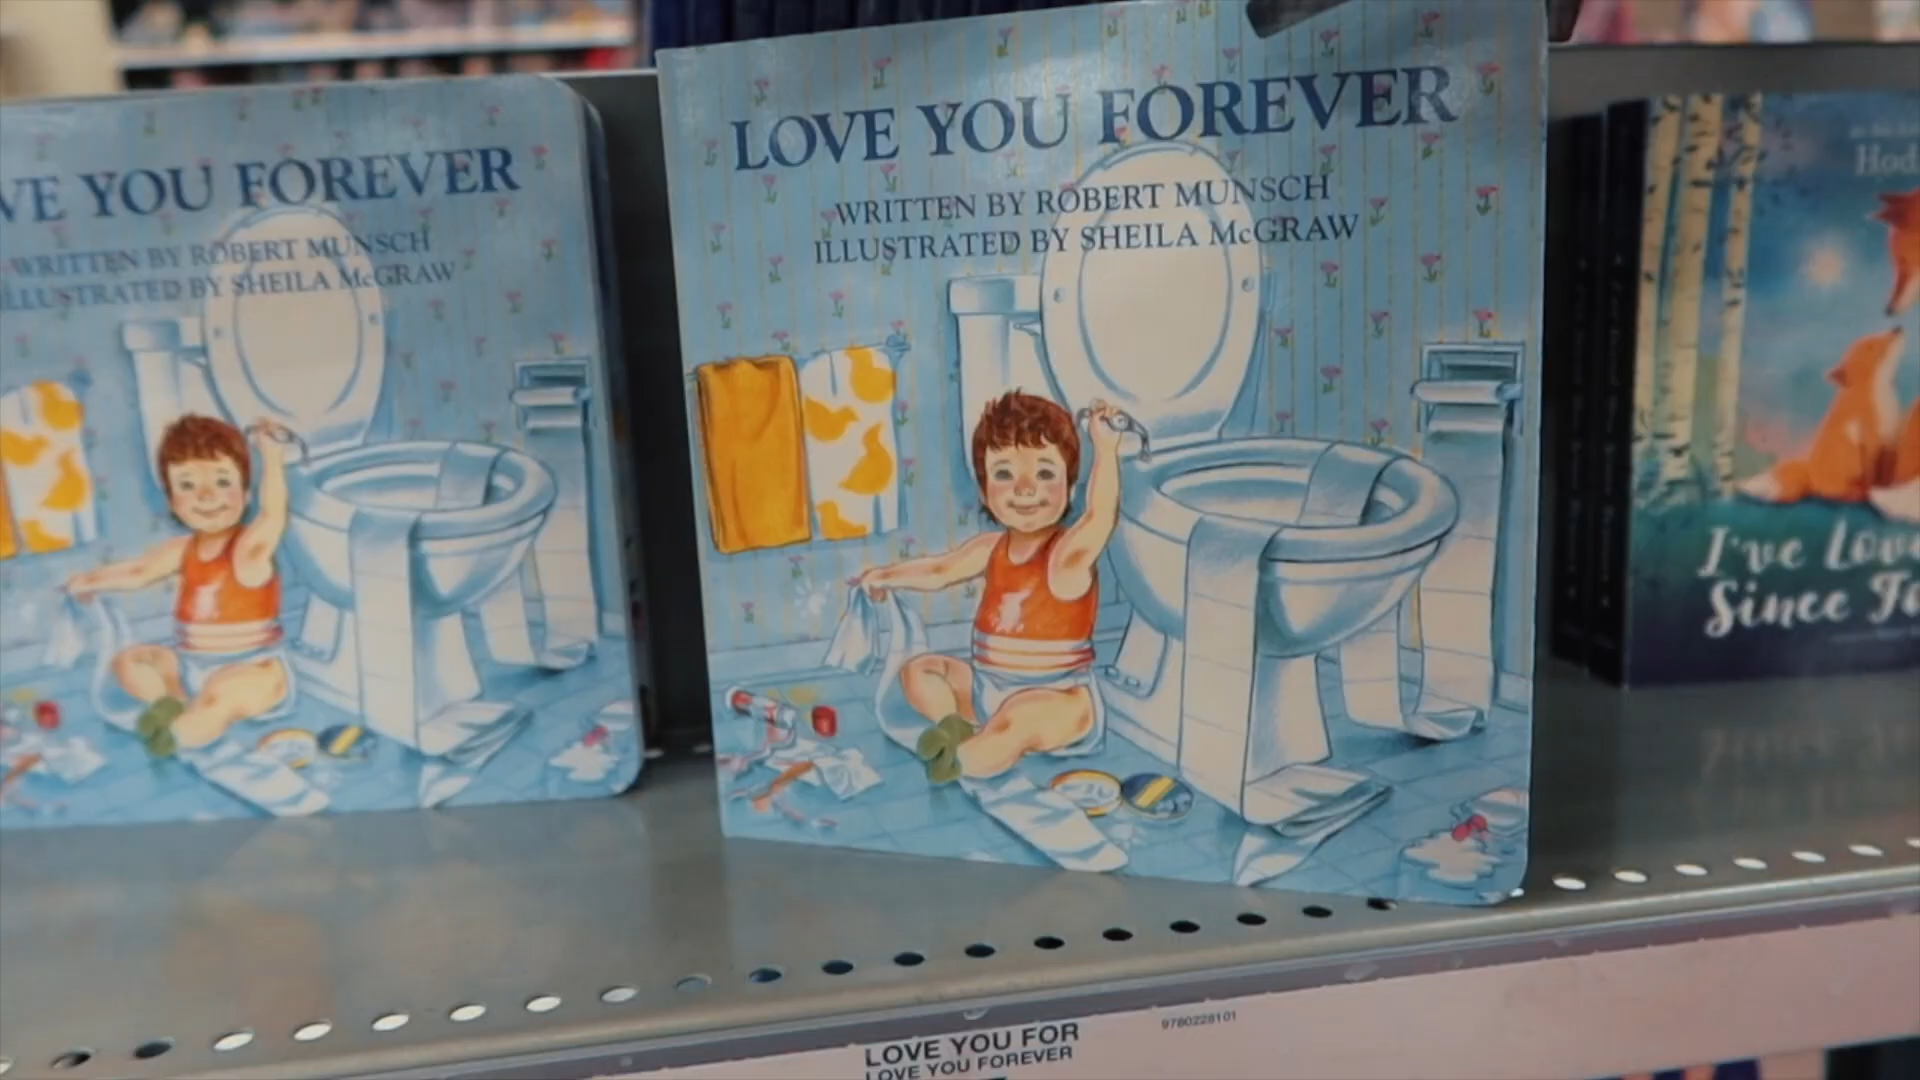 VE YOU FOREVER
WRITTEN BY ROBERT MUNSCH
ILLUSTRATED BY SHEILA McGRAW
LOVE YOU FOREVER
WRITTEN BY ROBERT MUNSCH
ILLUSTRATED BY SHEILA McGRAW
Hod
I've Lov
Since To
LOVE YOU FOR
LOVE YOU FOREVER
9780228101